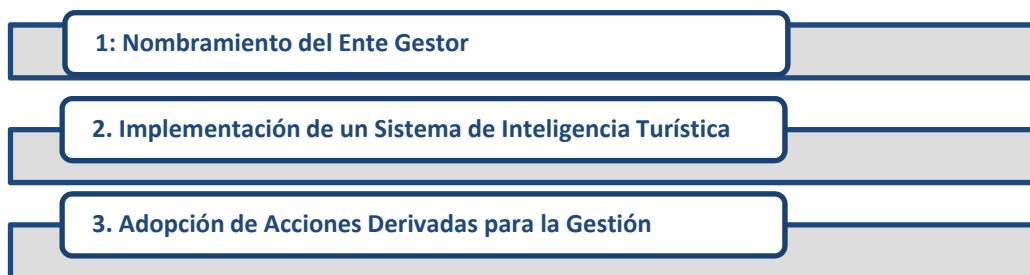 1: Nombramiento del Ente Gestor
2. Implementación de un Sistema de Inteligencia Turística
3. Adopción de Acciones Derivadas para la Gestión